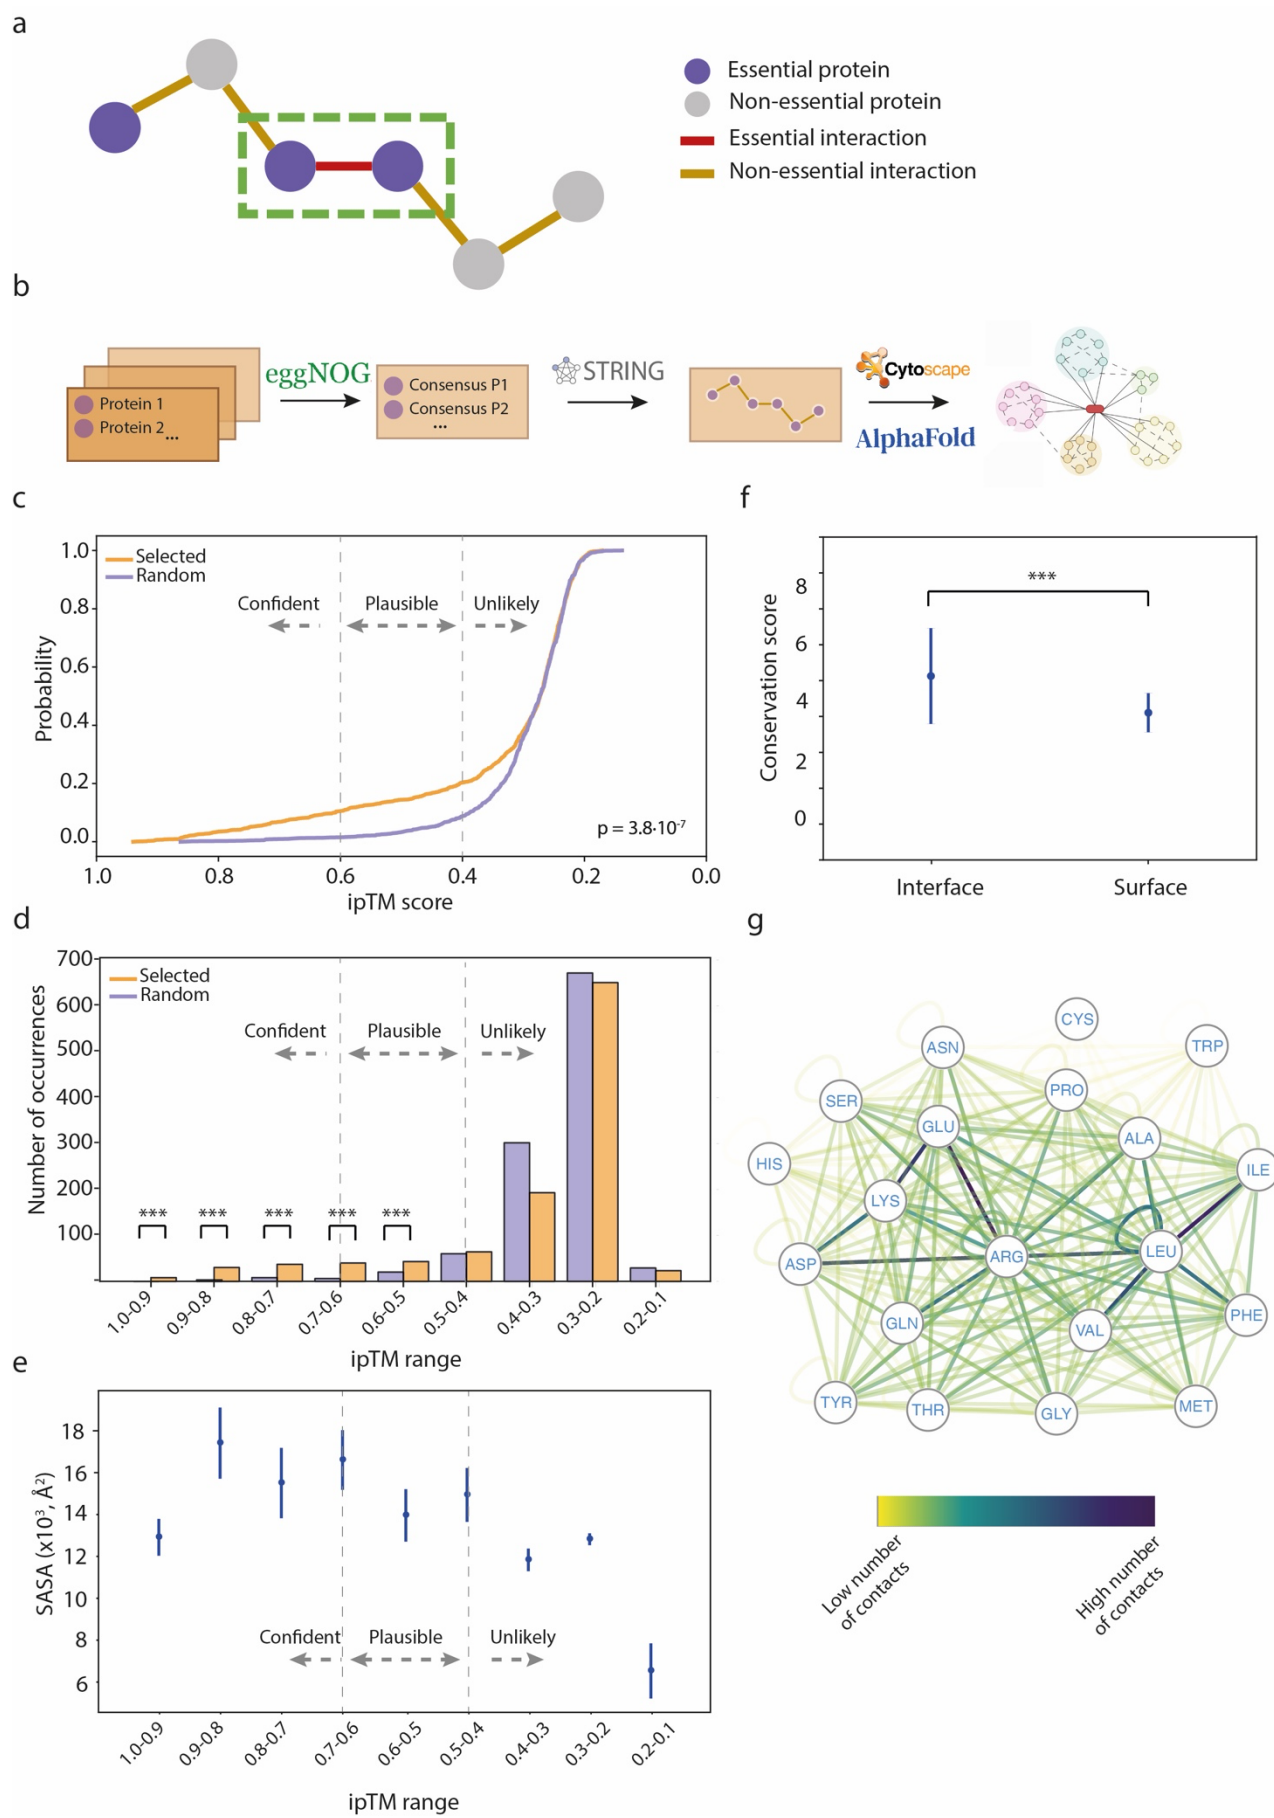 a
Essential protein
Non-essential protein
Essential interaction
Non-essential interaction
b
Protein 1
Protein 2...
eggNOG
Consensus P1
Consensus P2
...
STRING
Cytoscape
AlphaFold
c
Selected
Random
Confident
Plausible
Unlikely
1.0
0.8
0.6
0.4
0.2
0.0
Probability
p = 3.8·10⁻⁷
1.0
0.8
0.6
0.4
0.2
0.0
ipTM score
f
***
8
6
4
2
0
Conservation score
Interface
Surface
d
Selected
Random
Confident
Plausible
Unlikely
700
600
500
400
300
200
100
Number of occurrences
***
***
***
***
***
1.0-0.9
0.9-0.8
0.8-0.7
0.7-0.6
0.6-0.5
0.5-0.4
0.4-0.3
0.3-0.2
0.2-0.1
ipTM range
e
18
16
14
12
10
8
6
SASA (x10³, Å²)
Confident
Plausible
Unlikely
1.0-0.9
0.9-0.8
0.8-0.7
0.7-0.6
0.6-0.5
0.5-0.4
0.4-0.3
0.3-0.2
0.2-0.1
ipTM range
g
CYS
ASN
TRP
SER
PRO
GLU
ALA
HIS
ILE
LYS
ASP
ARG
LEU
GLN
VAL
PHE
TYR
THR
GLY
MET
Low number
of contacts
High number
of contacts